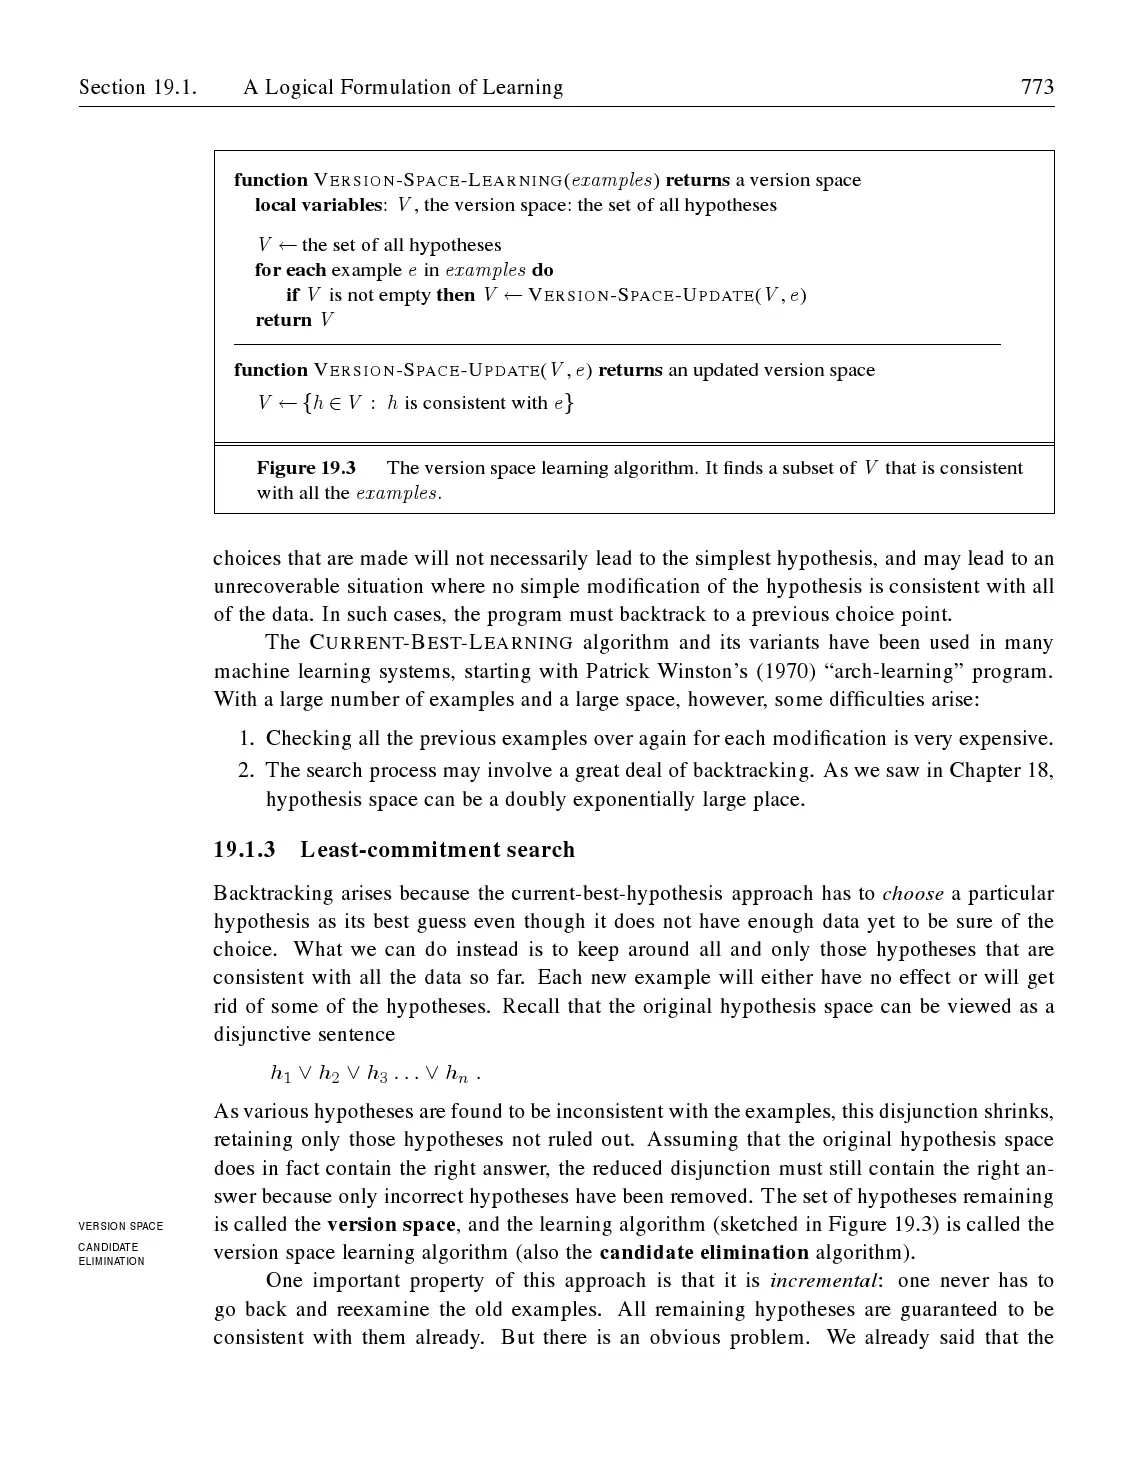 Section 19.1. A Logical Formulation of Learning 773
function VERSION-SPACE-LEARNING(examples) returns a version space
local variables: V, the version space: the set of all hypotheses
V ← the set of all hypotheses
for each example e in examples do
if V is not empty then V ← VERSION-SPACE-UPDATE(V, e)
return V
function VERSION-SPACE-UPDATE(V, e) returns an updated version space
V ← {h ∈ V : h is consistent with e}
Figure 19.3 The version space learning algorithm. It finds a subset of V that is consistent
with all the examples.
choices that are made will not necessarily lead to the simplest hypothesis, and may lead to an
unrecoverable situation where no simple modification of the hypothesis is consistent with all
of the data. In such cases, the program must backtrack to a previous choice point.
The CURRENT-BEST-LEARNING algorithm and its variants have been used in many
machine learning systems, starting with Patrick Winston's (1970) “arch-learning” program.
With a large number of examples and a large space, however, some difficulties arise:
1. Checking all the previous examples over again for each modification is very expensive.
2. The search process may involve a great deal of backtracking. As we saw in Chapter 18,
hypothesis space can be a doubly exponentially large place.
19.1.3 Least-commitment search
Backtracking arises because the current-best-hypothesis approach has to choose a particular
hypothesis as its best guess even though it does not have enough data yet to be sure of the
choice. What we can do instead is to keep around all and only those hypotheses that are
consistent with all the data so far. Each new example will either have no effect or will get
rid of some of the hypotheses. Recall that the original hypothesis space can be viewed as a
disjunctive sentence
h₁ ∨ h₂ ∨ h₃ . . . ∨ hₙ .
As various hypotheses are found to be inconsistent with the examples, this disjunction shrinks,
retaining only those hypotheses not ruled out. Assuming that the original hypothesis space
does in fact contain the right answer, the reduced disjunction must still contain the right an-
swer because only incorrect hypotheses have been removed. The set of hypotheses remaining
VERSION SPACE
is called the version space, and the learning algorithm (sketched in Figure 19.3) is called the
CANDIDATE
ELIMINATION
version space learning algorithm (also the candidate elimination algorithm).
One important property of this approach is that it is incremental: one never has to
go back and reexamine the old examples. All remaining hypotheses are guaranteed to be
consistent with them already. But there is an obvious problem. We already said that the